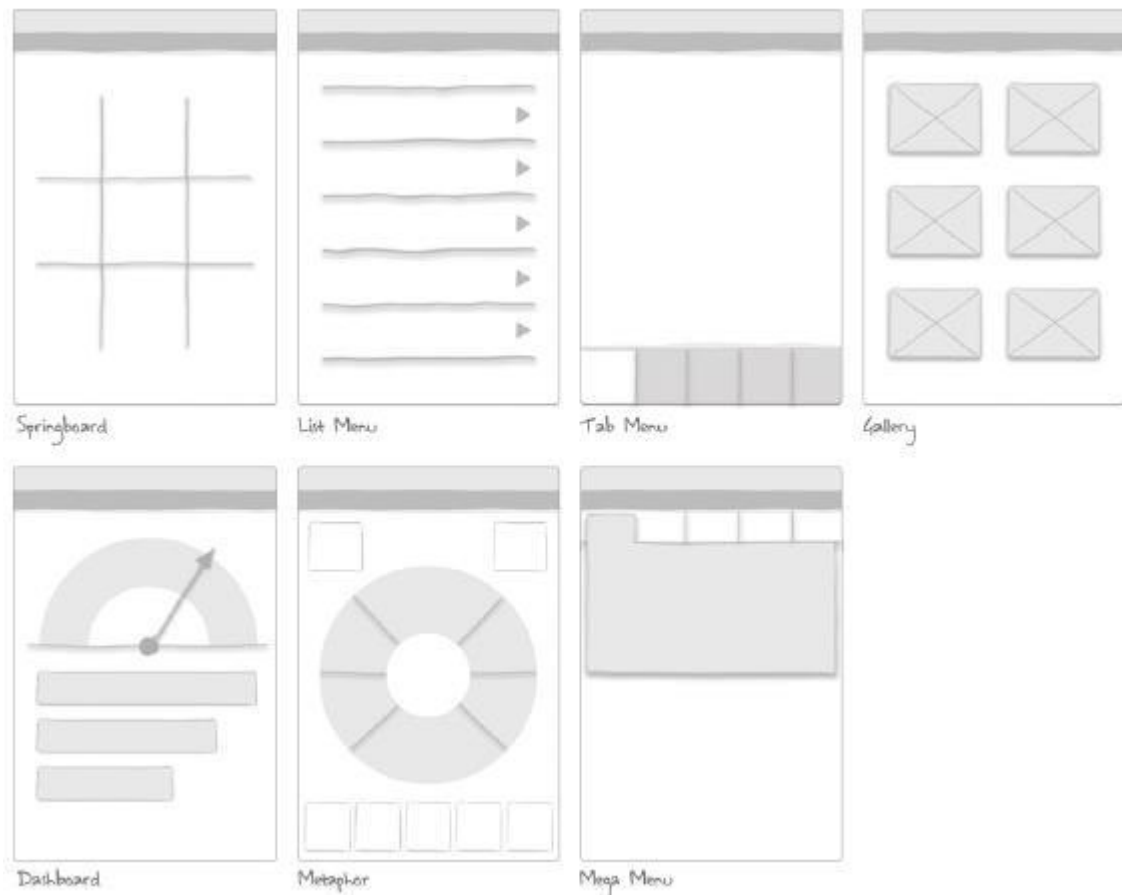 Springboard
List Menu
Tab Menu
Gallery
Dashboard
Metaphor
Mega Menu